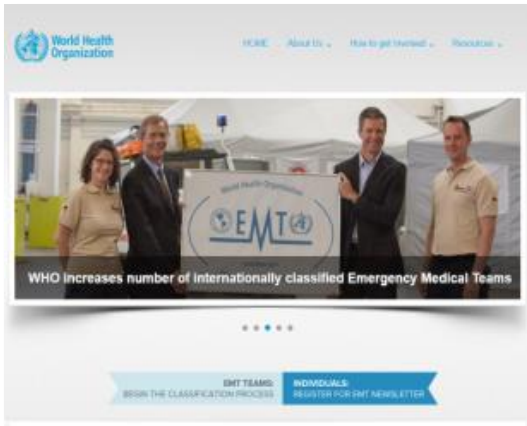 World Health
Organization
HOME About Us How to get involved Resources
World Health Organization
EMT
WHO increases number of internationally classified Emergency Medical Teams
EMT TEAMS:
BEGIN THE CLASSIFICATION PROCESS
INDIVIDUALS:
REGISTER FOR EMT NEWSLETTER